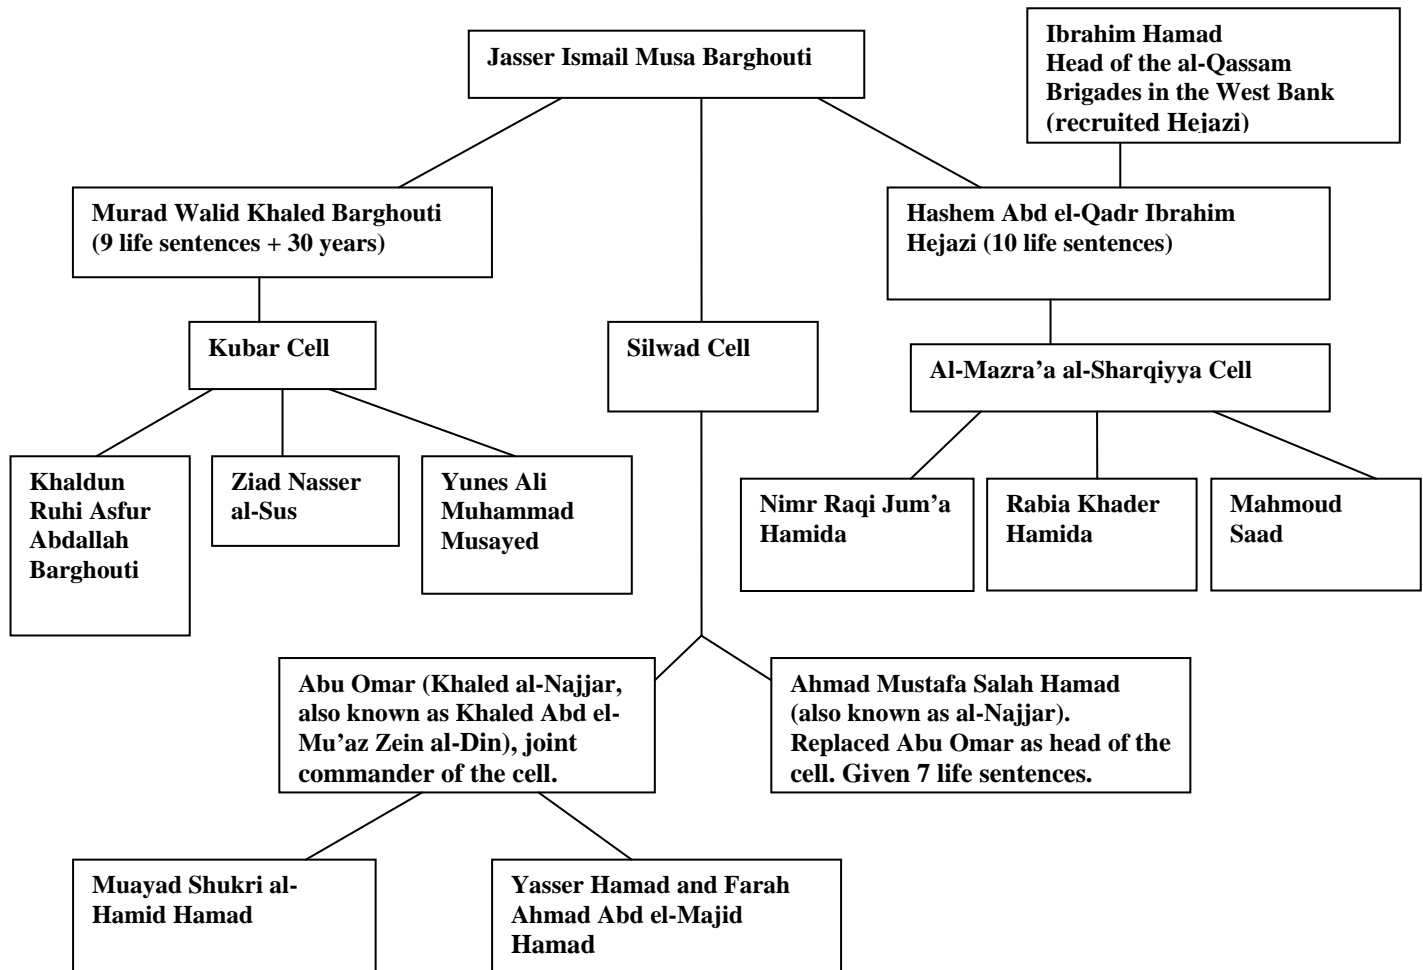 Jasser Ismail Musa Barghouti
Ibrahim Hamad
Head of the al-Qassam
Brigades in the West Bank
(recruited Hejazi)
Murad Walid Khaled Barghouti
(9 life sentences + 30 years)
Hashem Abd el-Qadr Ibrahim
Hejazi (10 life sentences)
Kubar Cell
Silwad Cell
Al-Mazra’a al-Sharqiyya Cell
Khaldun
Ruhi Asfur
Abdallah
Barghouti
Ziad Nasser
al-Sus
Yunes Ali
Muhammad
Musayed
Nimr Raqi Jum’a
Hamida
Rabia Khader
Hamida
Mahmoud
Saad
Abu Omar (Khaled al-Najjar,
also known as Khaled Abd el-
Mu’az Zein al-Din), joint
commander of the cell.
Ahmad Mustafa Salah Hamad
(also known as al-Najjar).
Replaced Abu Omar as head of the
cell. Given 7 life sentences.
Muayad Shukri al-
Hamid Hamad
Yasser Hamad and Farah
Ahmad Abd el-Majid
Hamad